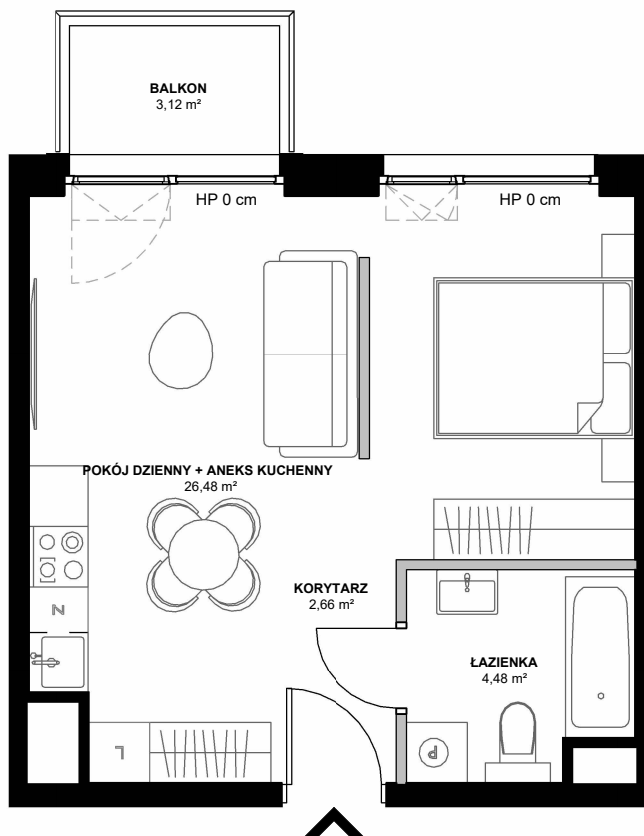 BALKON
3,12 m²
HP 0 cm
HP 0 cm
POKÓJ DZIENNY + ANEKS KUCHENNY
26,48 m²
KORYTARZ
2,66 m²
ŁAZIENKA
4,48 m²
Z
L
P